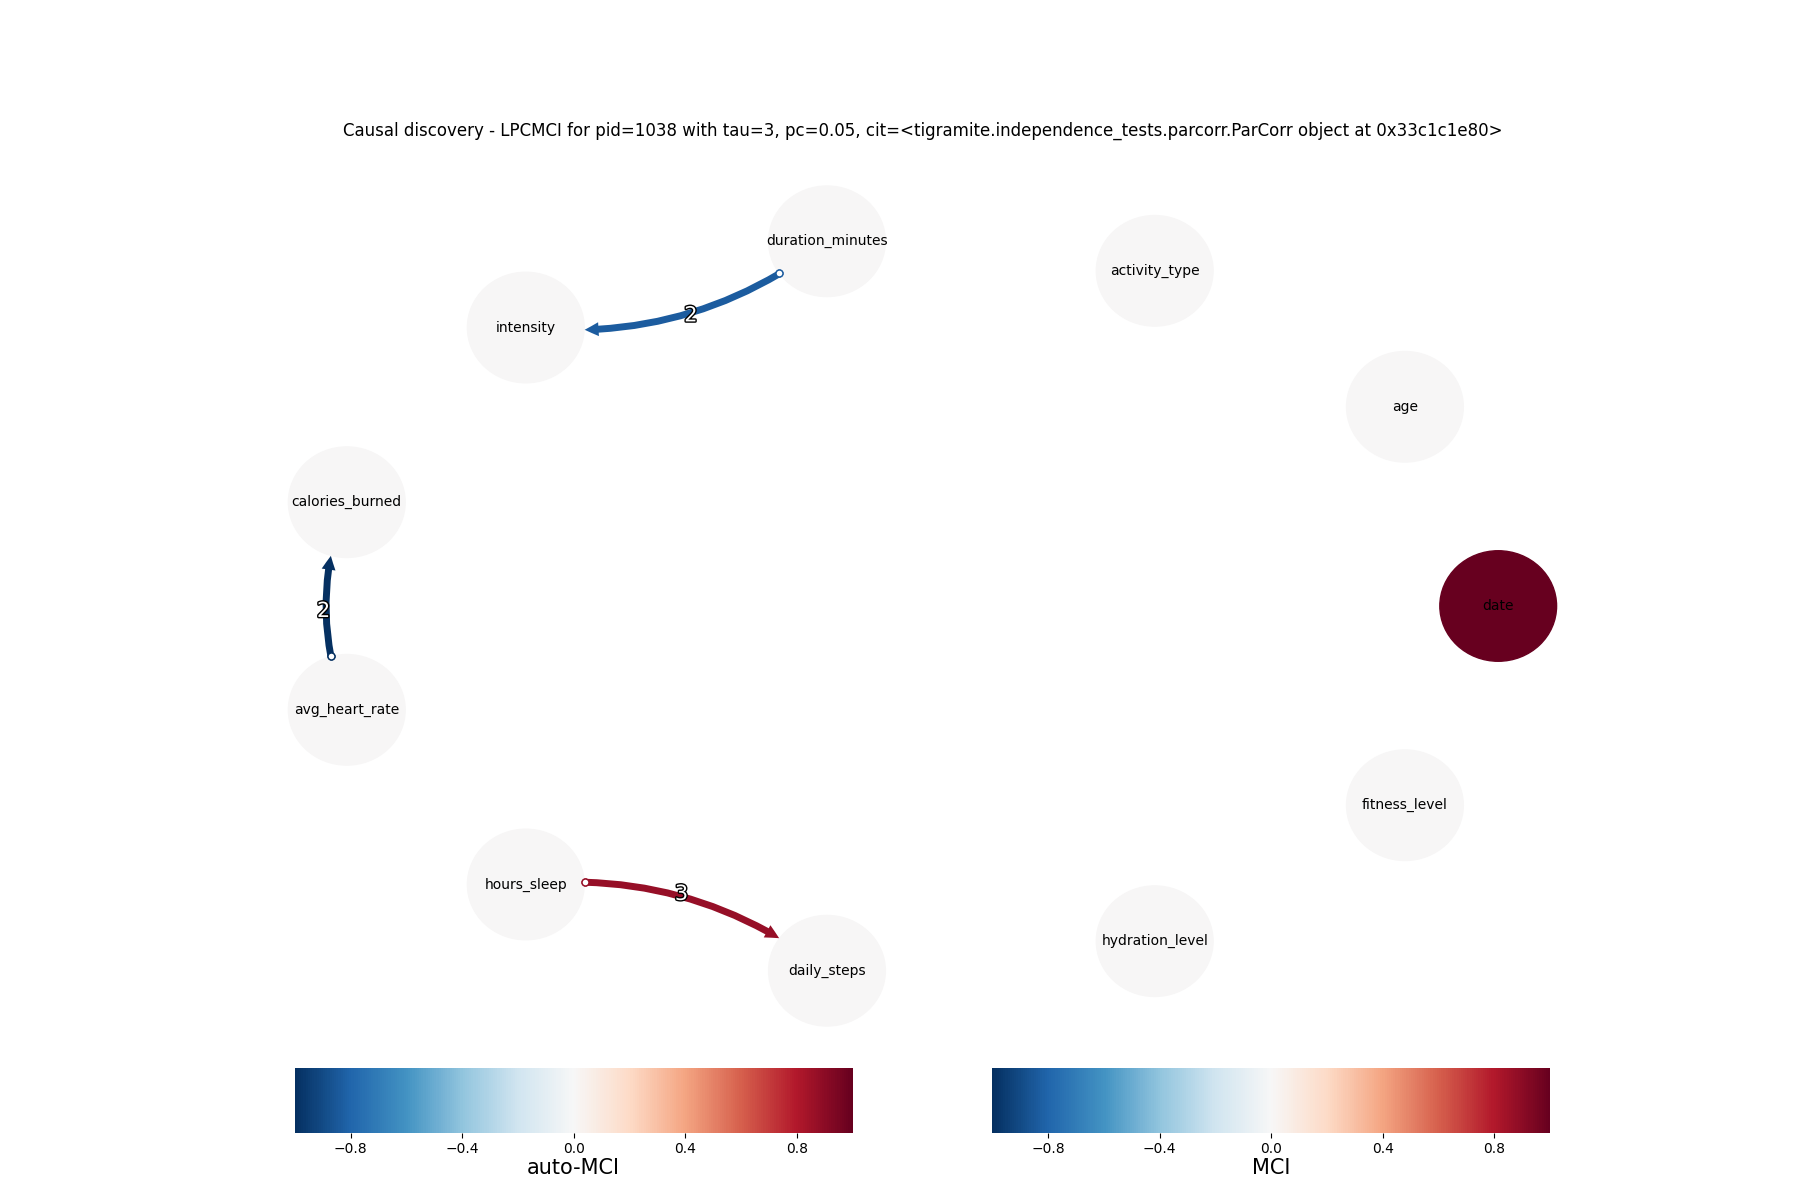 Causal discovery - LPCMCI for pid=1038 with tau=3, pc=0.05, cit=<tigramite.independence_tests.parcorr.ParCorr object at 0x33c1c1e80>
duration_minutes
activity_type
2
intensity
age
calories_burned
date
2
avg_heart_rate
fitness_level
hours_sleep
3
hydration_level
daily_steps
−0.8 −0.4 0.0 0.4 0.8
auto-MCI
−0.8 −0.4 0.0 0.4 0.8
MCI